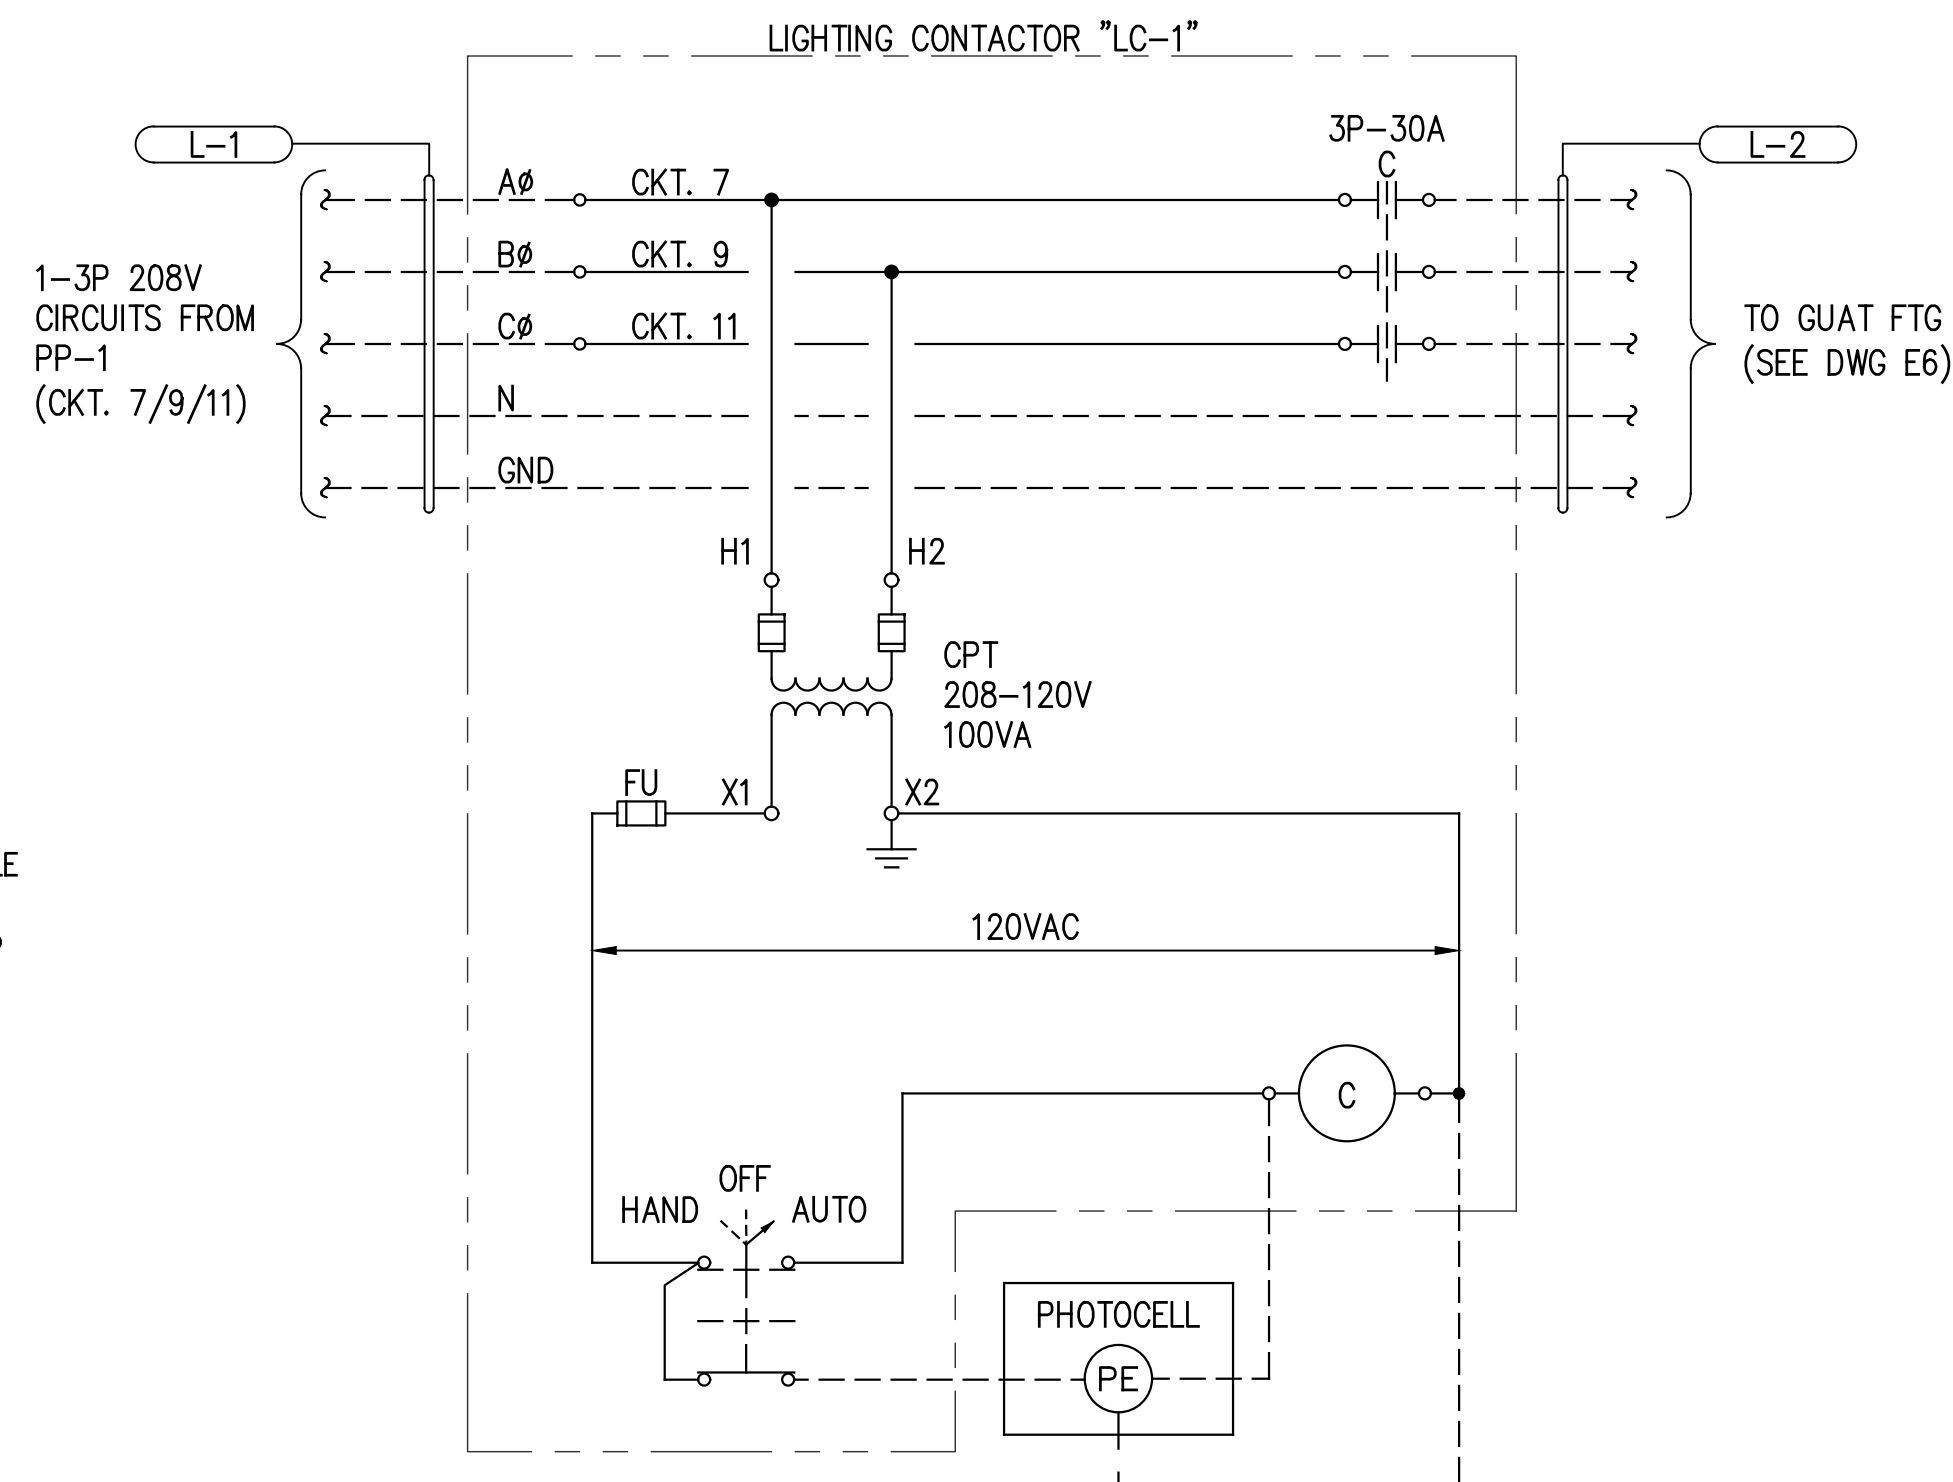 LIGHTING CONTACTOR "LC-1"
L-1
3P-30A
C
L-2
AØ
CKT. 7
BØ
CKT. 9
CØ
CKT. 11
N
GND
1-3P 208V
CIRCUITS FROM
PP-1
(CKT. 7/9/11)
TO GUAT FTG
(SEE DWG E6)
H1
H2
CPT
208-120V
100VA
FU
X1
X2
LE
120VAC
C
OFF
HAND
AUTO
PHOTOCELL
PE